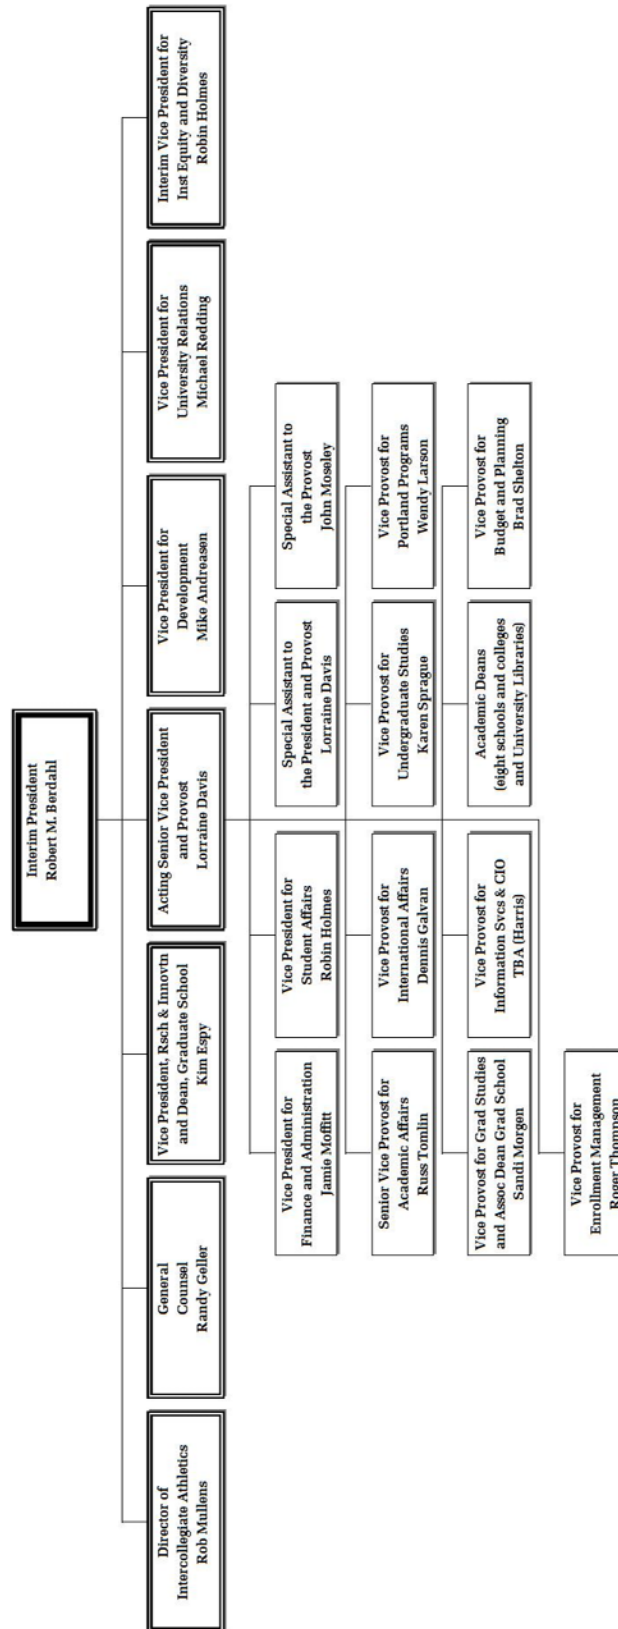 Interim President
Robert M. Berdahl
Director of
Intercollegiate Athletics
Rob Mullens
General
Counsel
Randy Geller
Vice President, Rsch & Innovtn
and Dean, Graduate School
Kim Espy
Acting Senior Vice President
and Provost
Lorraine Davis
Vice President for
Development
Mike Andreasen
Vice President for
University Relations
Michael Redding
Interim Vice President for
Inst Equity and Diversity
Robin Holmes
Vice President for
Finance and Administration
Jamie Moffitt
Vice President for
Student Affairs
Robin Holmes
Special Assistant to
the President and Provost
Lorraine Davis
Special Assistant to
the Provost
John Moseley
Senior Vice Provost for
Academic Affairs
Russ Tomlin
Vice Provost for
International Affairs
Dennis Galvan
Vice Provost for
Undergraduate Studies
Karen Sprague
Vice Provost for
Portland Programs
Wendy Larson
Vice Provost for Grad Studies
and Assoc Dean Grad School
Sandi Morgen
Vice Provost for
Information Svcs & CIO
TBA (Harris)
Academic Deans
(eight schools and colleges
and University Libraries)
Vice Provost for
Budget and Planning
Brad Shelton
Vice Provost for
Enrollment Management
Roger Thompson